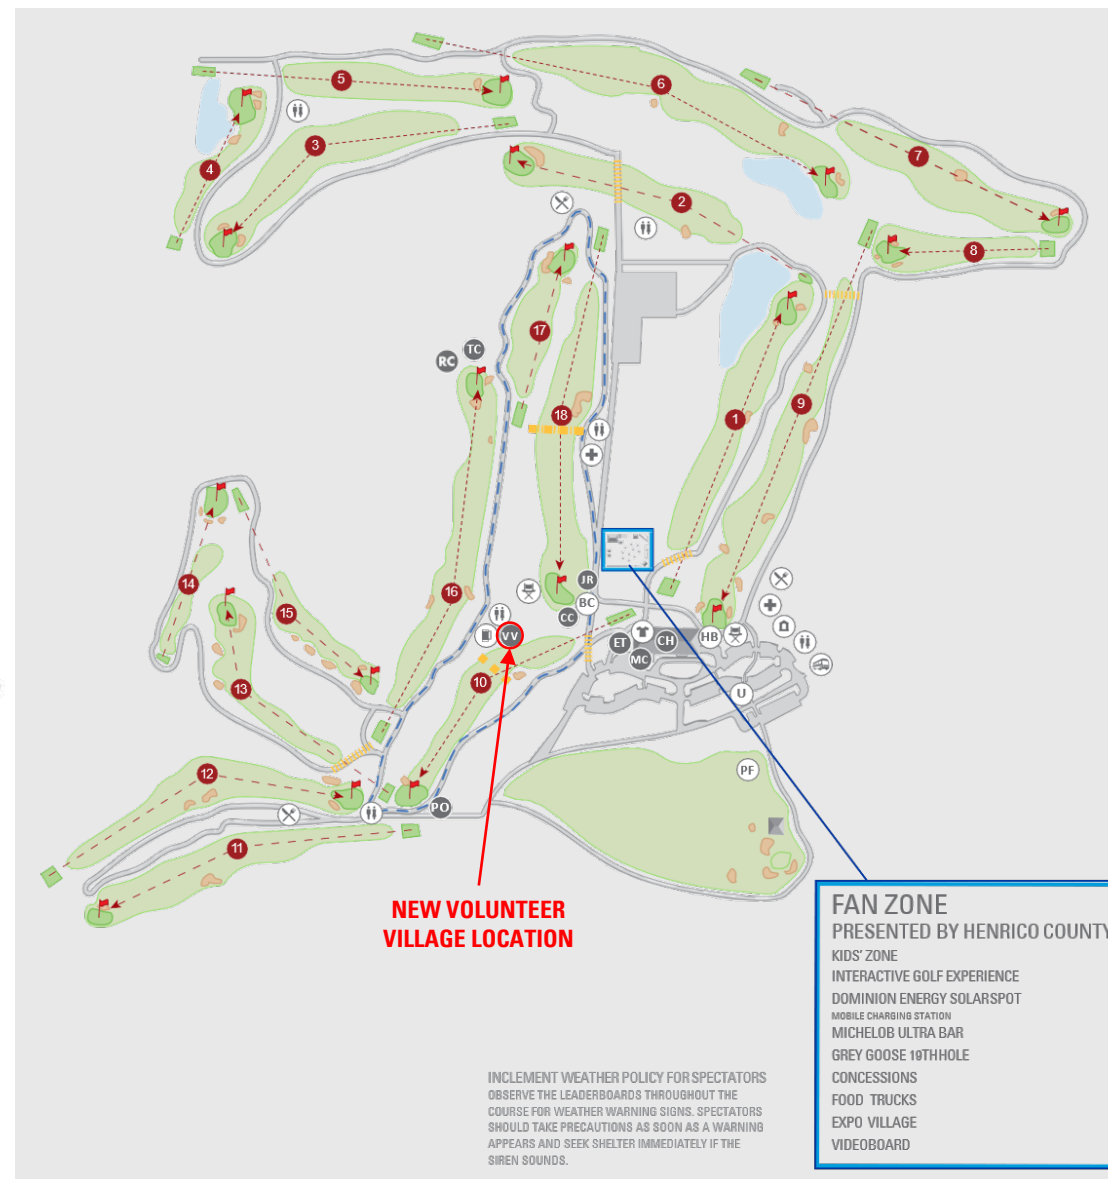 5
6
3
7
4
2
8
17
TC
RC
9
18
1
14
16
JR
BC
15
CC
VV
ET
CH
HB
MC
10
13
U
12
PF
PO
11
NEW VOLUNTEER
VILLAGE LOCATION
FAN ZONE
PRESENTED BY HENRICO COUNTY
KIDS' ZONE
INTERACTIVE GOLF EXPERIENCE
DOMINION ENERGY SOLARSPOT
MOBILE CHARGING STATION
MICHELOB ULTRA BAR
GREY GOOSE 19TH HOLE
CONCESSIONS
FOOD TRUCKS
EXPO VILLAGE
VIDEOBOARD
INCLEMENT WEATHER POLICY FOR SPECTATORS
OBSERVE THE LEADERBOARDS THROUGHOUT THE
COURSE FOR WEATHER WARNING SIGNS. SPECTATORS
SHOULD TAKE PRECAUTIONS AS SOON AS A WARNING
APPEARS AND SEEK SHELTER IMMEDIATELY IF THE
SIREN SOUNDS.